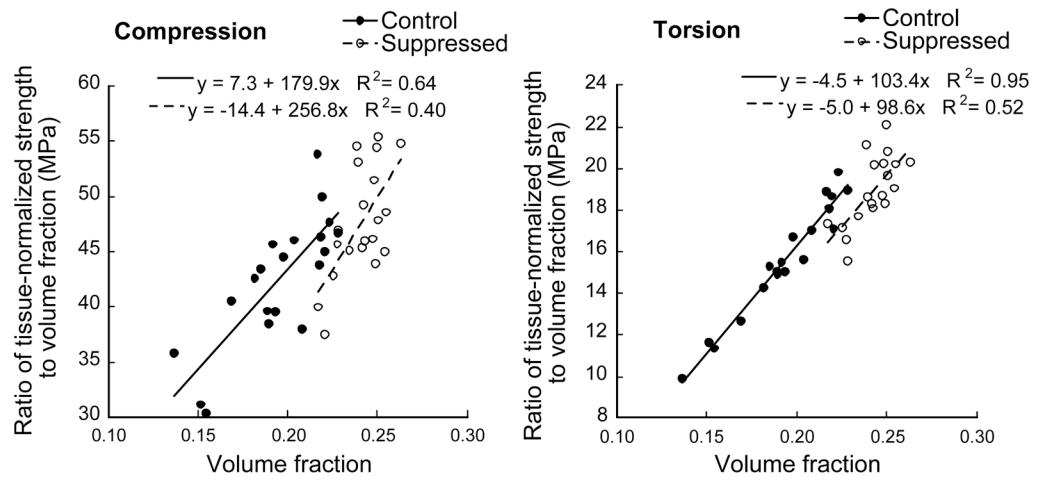 Compression
Control
Suppressed
y = 7.3 + 179.9x R2= 0.64
y = -14.4 + 256.8x R2= 0.40
Ratio of tissue-normalized strength
to volume fraction (MPa)
60
55
50
45
40
35
30
0.10 0.15 0.20 0.25 0.30
Volume fraction
Torsion
Control
Suppressed
y = -4.5 + 103.4x R2= 0.95
y = -5.0 + 98.6x R2= 0.52
Ratio of tissue-normalized strength
to volume fraction (MPa)
24
22
20
18
16
14
12
10
8
0.10 0.15 0.20 0.25 0.30
Volume fraction